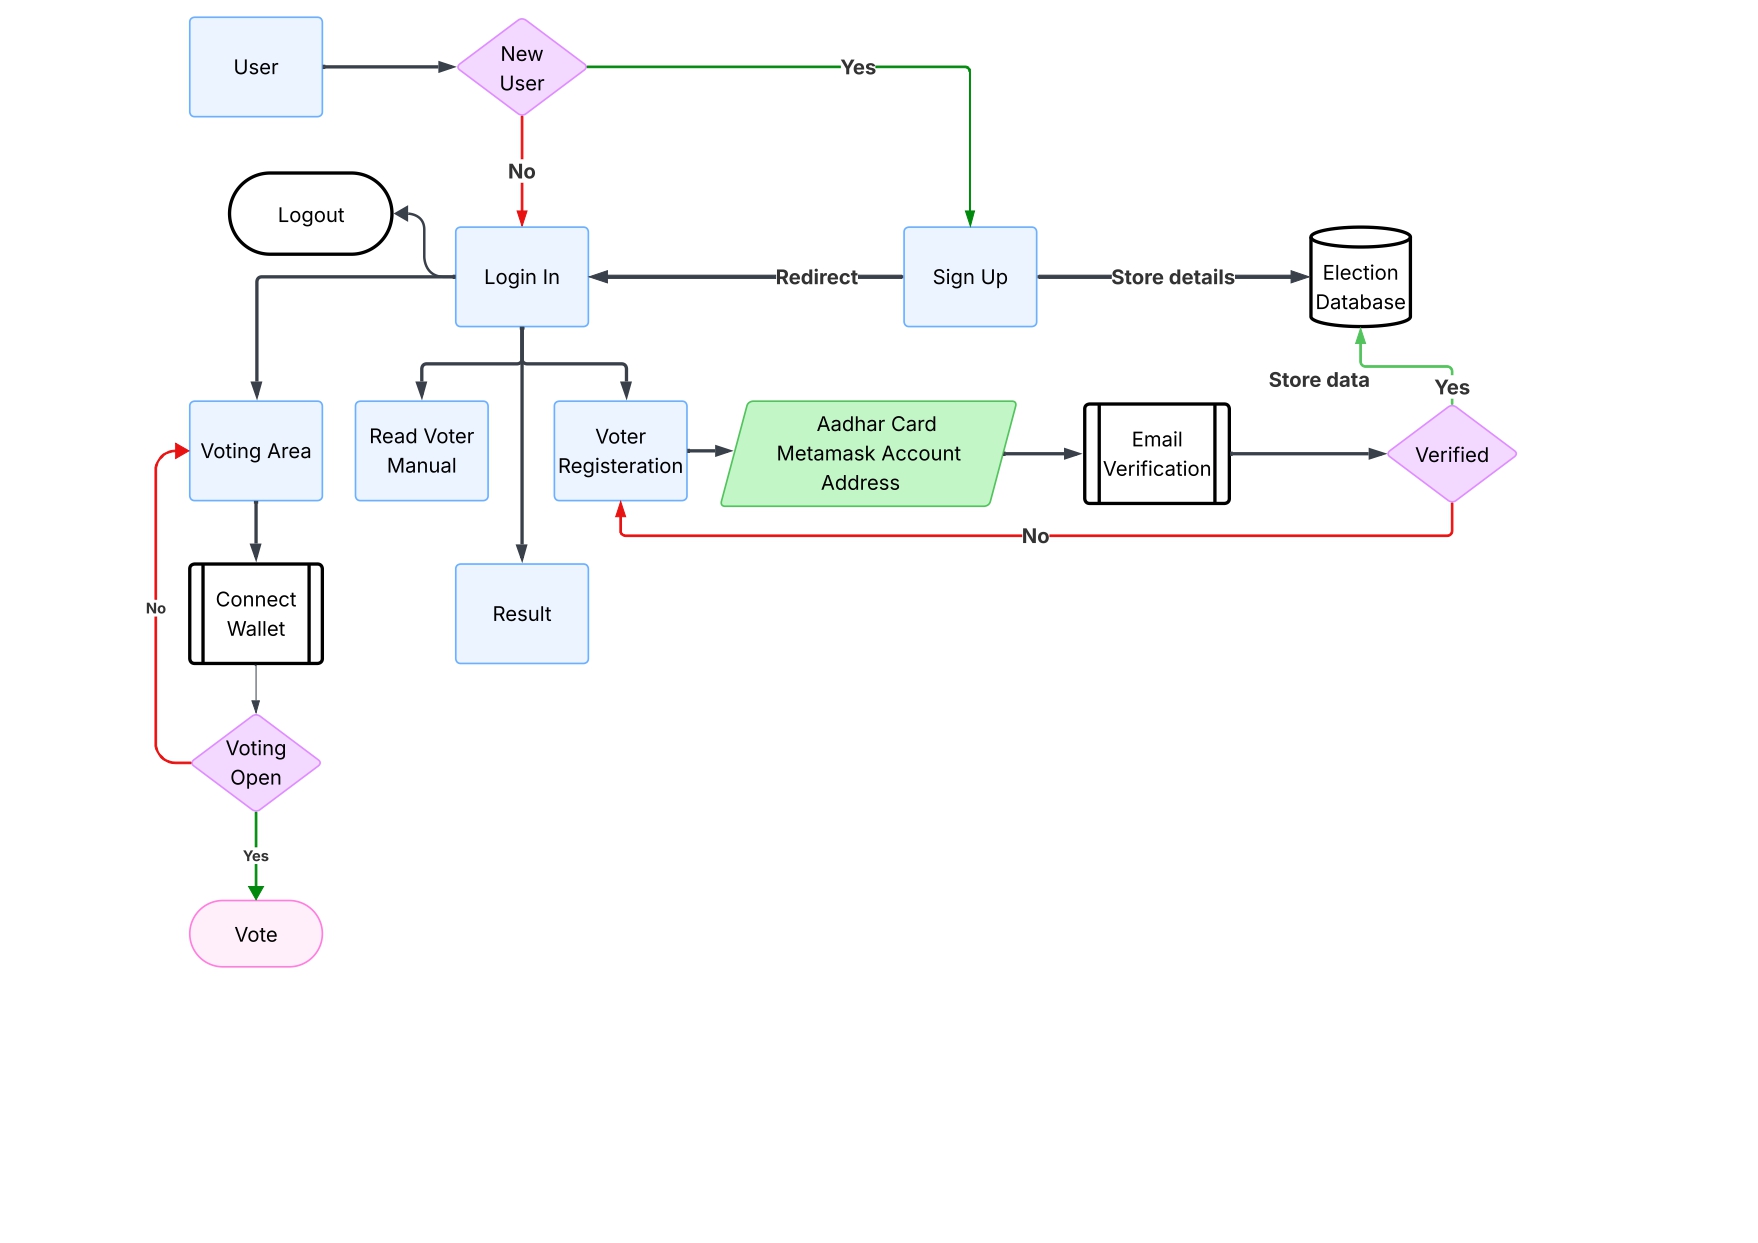 User
New
User
Yes
No
Logout
Login In
Redirect
Sign Up
Store details
Election
Database
Store data
Yes
Voting Area
Read Voter
Manual
Voter
Registeration
Aadhar Card
Metamask Account
Address
Email
Verification
Verified
No
No
Connect
Wallet
Result
Voting
Open
Yes
Vote